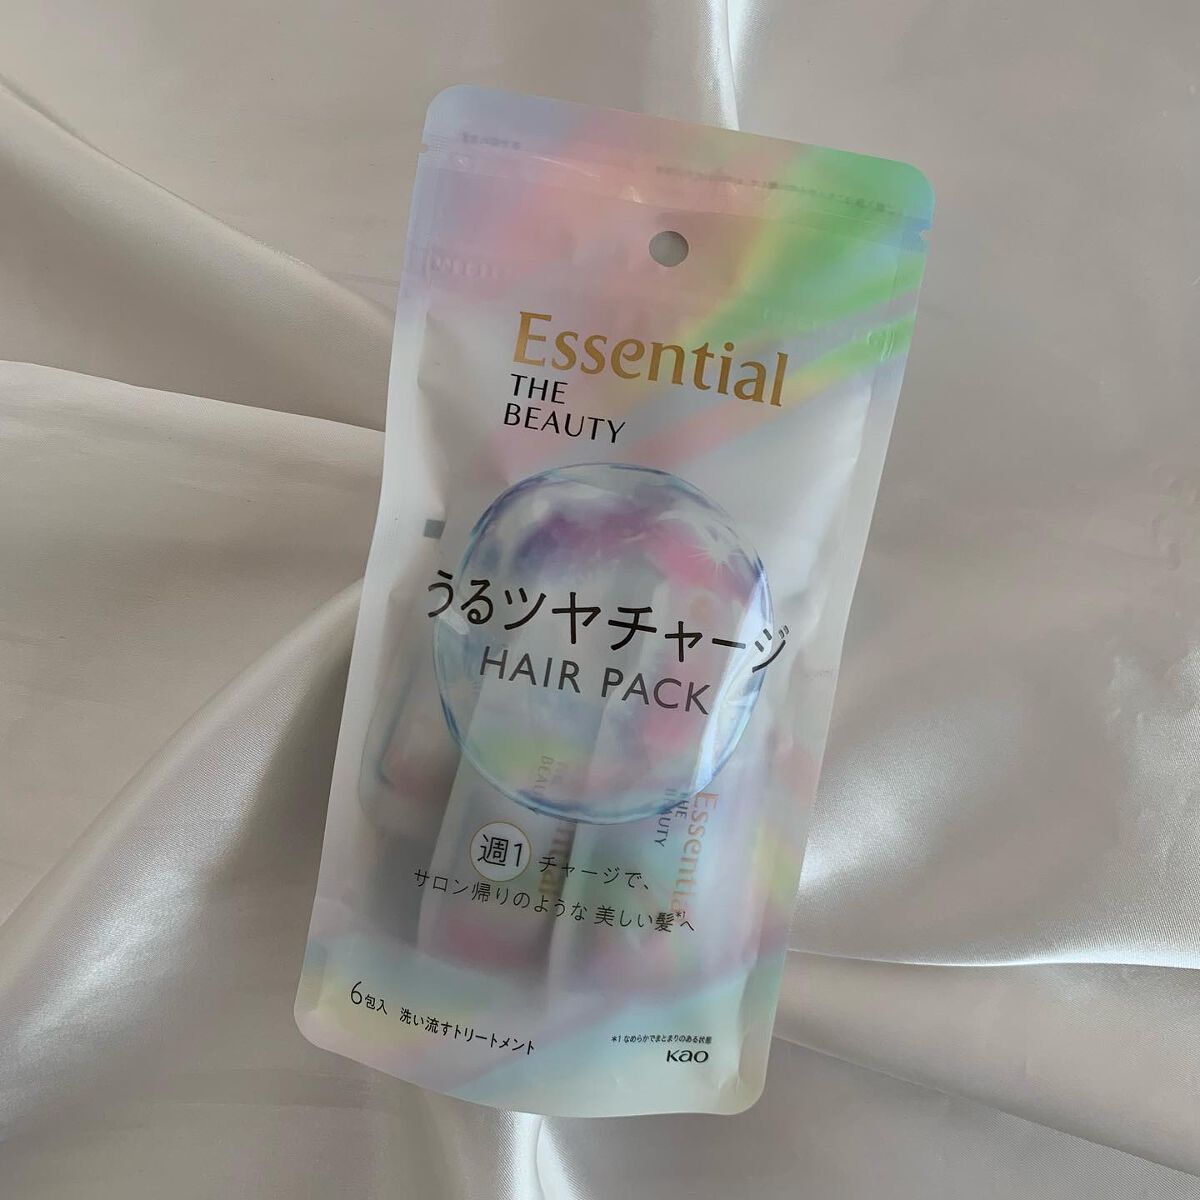 Essential
THE
BEAUTY
うるツヤチャージ
HAIR PACK
Essential
THE
BEAUTY
週1 チャージで、
サロン帰りのような 美しい髪*1へ
6包入 洗い流すトリートメント
*1 なめらかでまとまりのある状態
Kao